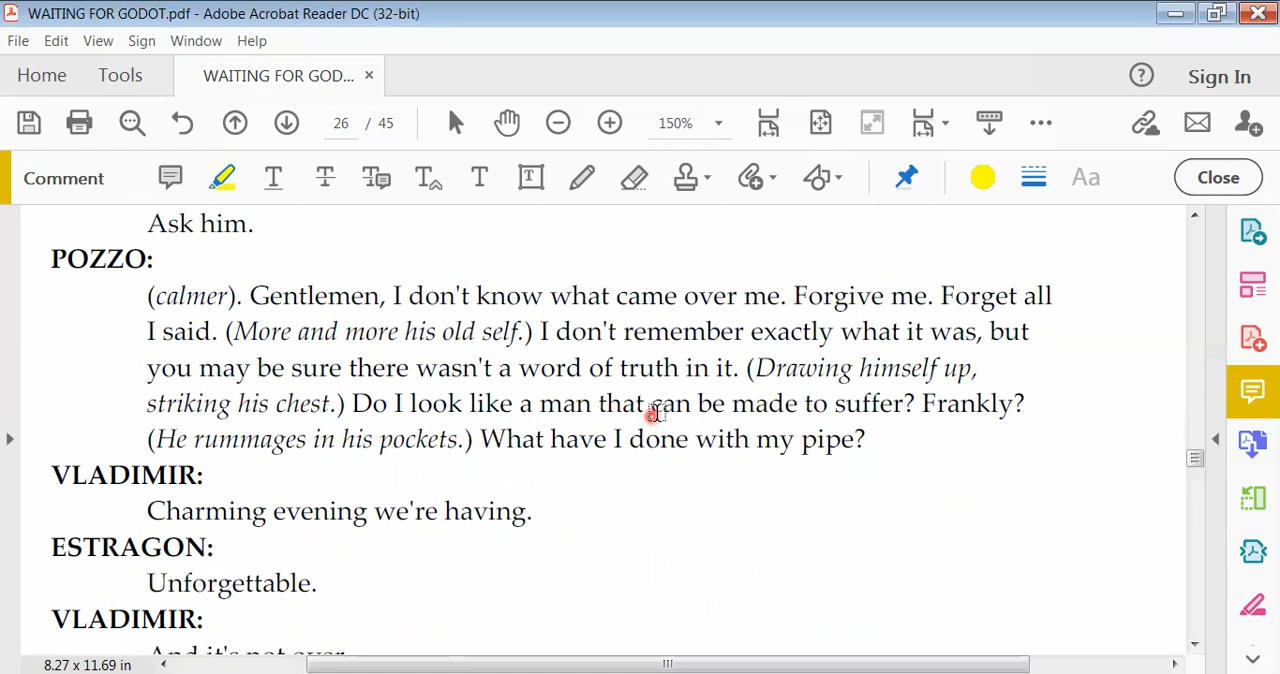 WAITING FOR GODOT.pdf - Adobe Acrobat Reader DC (32-bit)
File Edit View Sign Window Help
Home Tools WAITING FOR GOD... × ? Sign In
26 / 45 150%
Comment T T T T T Aa Close
Ask him.
POZZO:
(calmer). Gentlemen, I don't know what came over me. Forgive me. Forget all
I said. (More and more his old self.) I don't remember exactly what it was, but
you may be sure there wasn't a word of truth in it. (Drawing himself up,
striking his chest.) Do I look like a man that can be made to suffer? Frankly?
(He rummages in his pockets.) What have I done with my pipe?
VLADIMIR:
Charming evening we're having.
ESTRAGON:
Unforgettable.
VLADIMIR:
And it's not over.
8.27 x 11.69 in